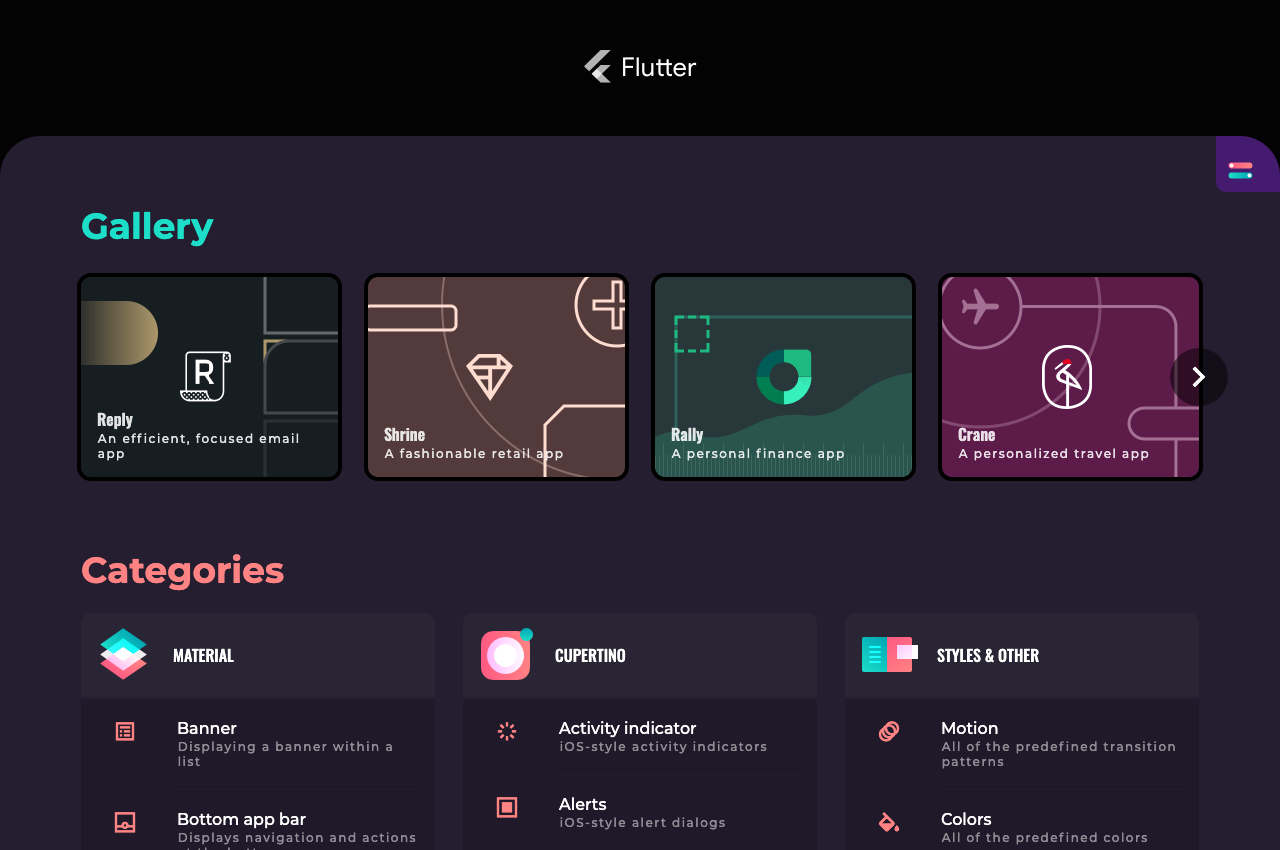 Flutter
Gallery
Reply
An efficient, focused email
app
Shrine
A fashionable retail app
Rally
A personal finance app
Crane
A personalized travel app
Categories
MATERIAL
CUPERTINO
STYLES & OTHER
Banner
Displaying a banner within a
list
Activity indicator
iOS-style activity indicators
Motion
All of the predefined transition
patterns
Bottom app bar
Displays navigation and actions
Alerts
iOS-style alert dialogs
Colors
All of the predefined colors